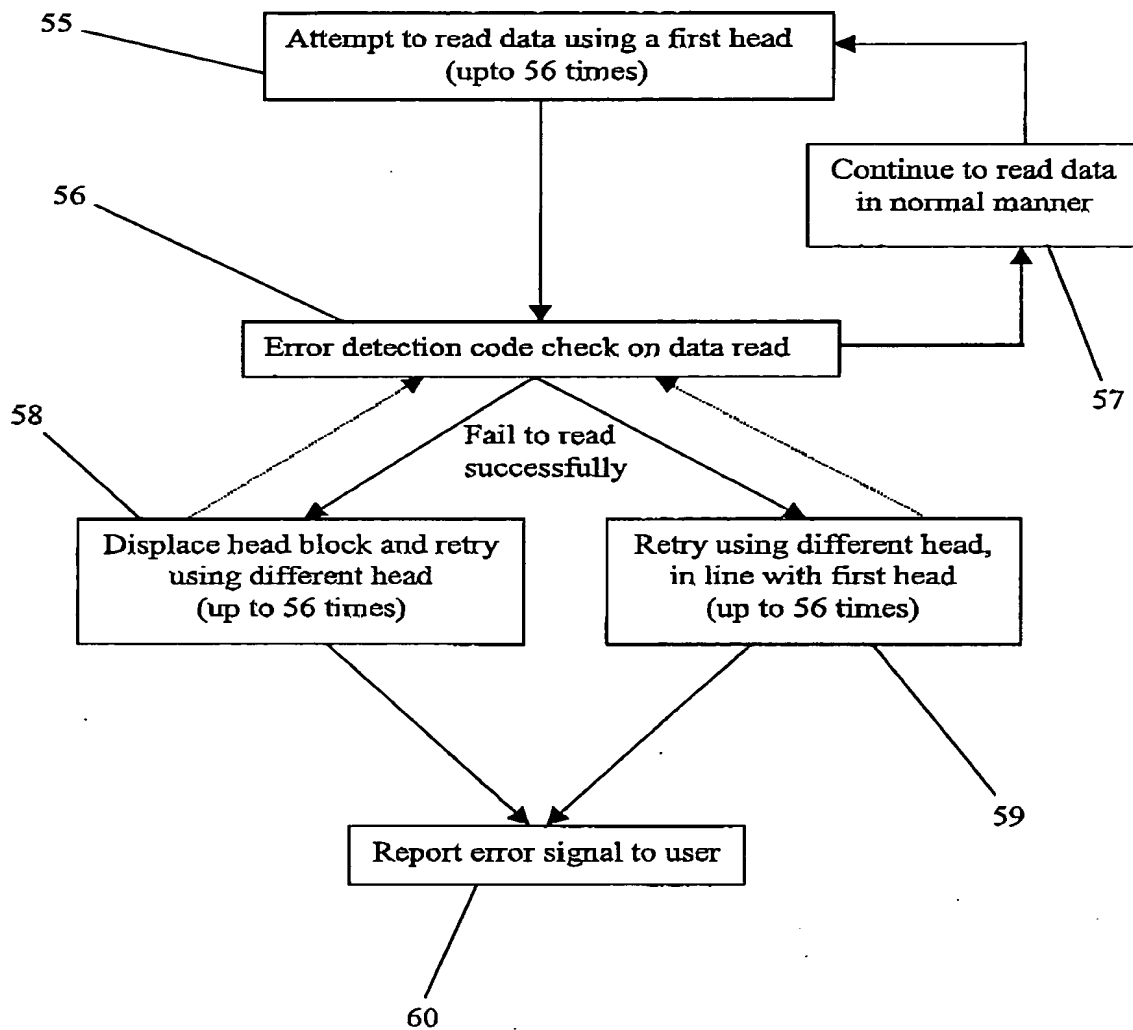 55
Attempt to read data using a first head
(upto 56 times)
Continue to read data
in normal manner
56
Error detection code check on data read
57
58
Fail to read
successfully
Displace head block and retry
using different head
(up to 56 times)
Retry using different head,
in line with first head
(up to 56 times)
59
Report error signal to user
60